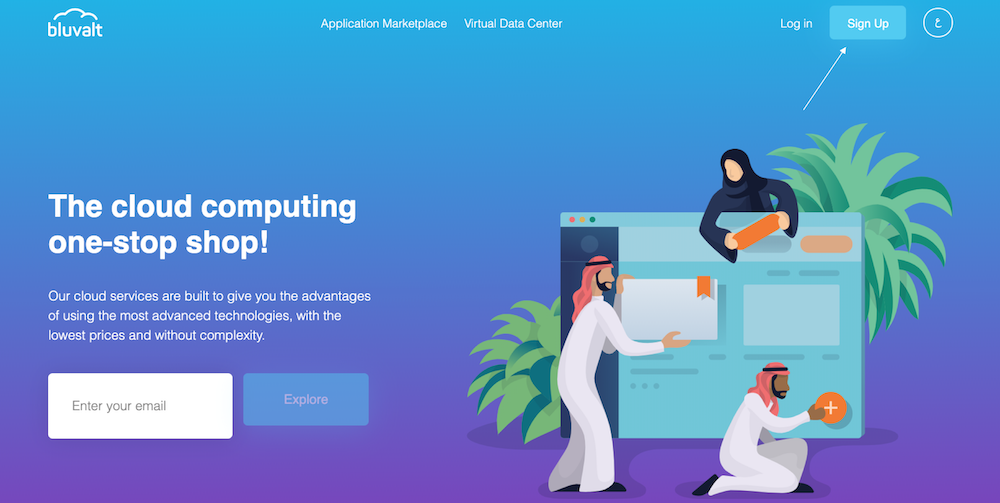 bluvalt
Application Marketplace
Virtual Data Center
Log in
Sign Up
ع
The cloud computing
one-stop shop!
Our cloud services are built to give you the advantages
of using the most advanced technologies, with the
lowest prices and without complexity.
Enter your email
Explore